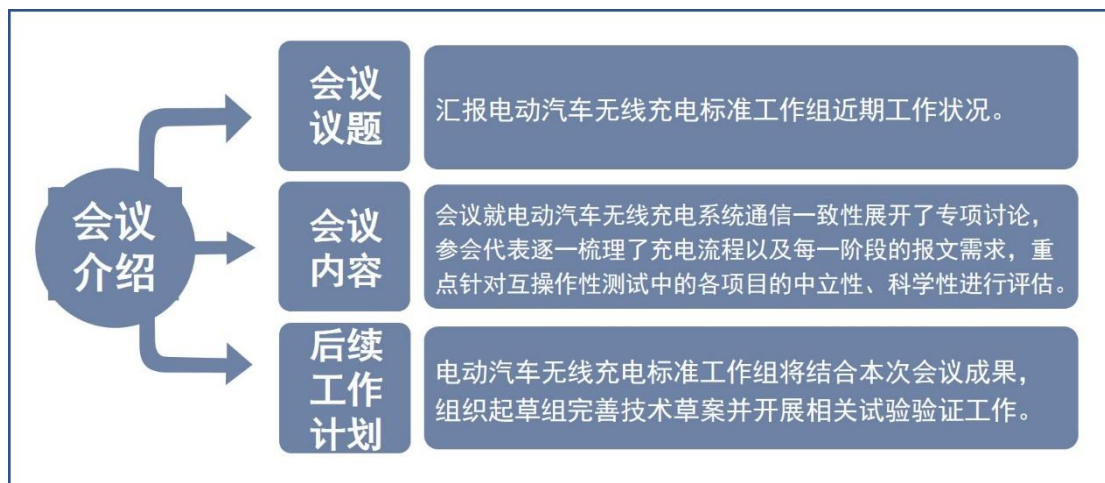 会议
介绍
会议
议题
汇报电动汽车无线充电标准工作组近期工作状况。
会议
内容
会议就电动汽车无线充电系统通信一致性展开了专项讨论，
参会代表逐一梳理了充电流程以及每一阶段的报文需求，重
点针对互操作性测试中的各项目的中立性、科学性进行评估。
后续
工作
计划
电动汽车无线充电标准工作组将结合本次会议成果，
组织起草组完善技术草案并开展相关试验验证工作。